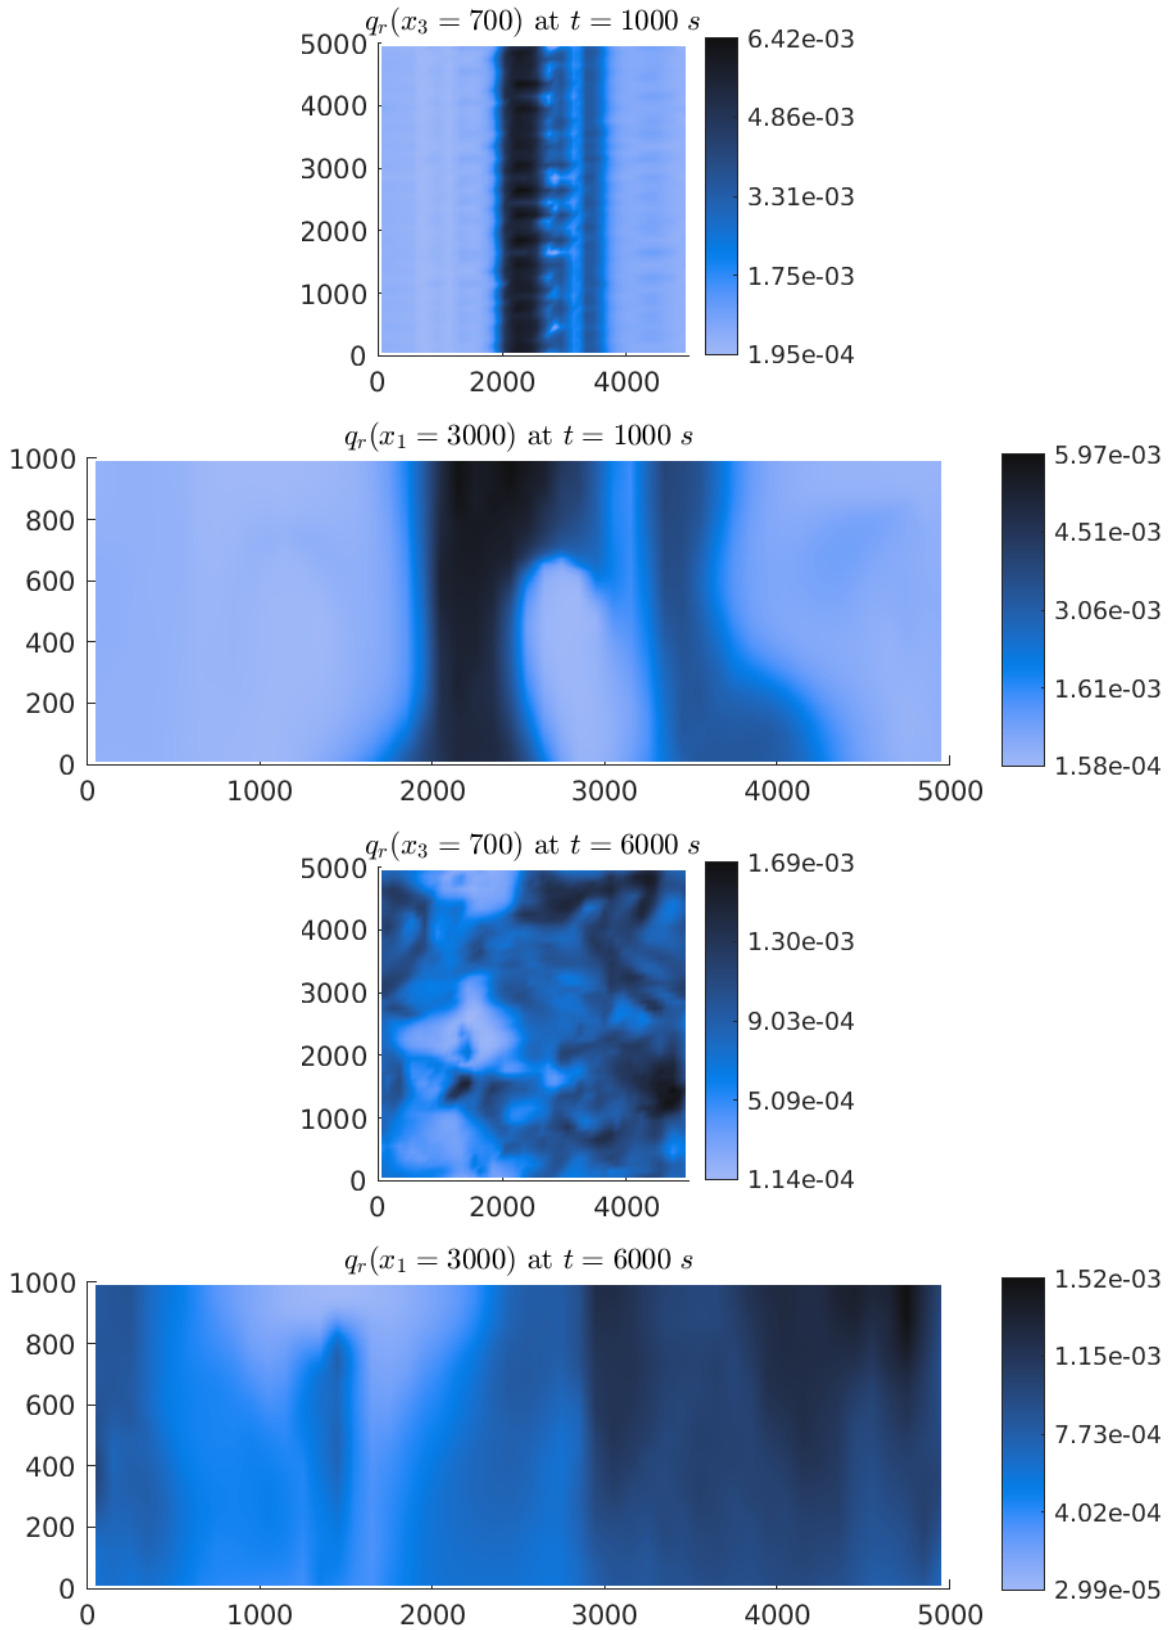 q_r(x_3 = 700) at t = 1000 s
5000
4000
3000
2000
1000
0
0 2000 4000
6.42e-03
4.86e-03
3.31e-03
1.75e-03
1.95e-04
q_r(x_1 = 3000) at t = 1000 s
1000
800
600
400
200
0
0 1000 2000 3000 4000 5000
5.97e-03
4.51e-03
3.06e-03
1.61e-03
1.58e-04
q_r(x_3 = 700) at t = 6000 s
5000
4000
3000
2000
1000
0
0 2000 4000
1.69e-03
1.30e-03
9.03e-04
5.09e-04
1.14e-04
q_r(x_1 = 3000) at t = 6000 s
1000
800
600
400
200
0
0 1000 2000 3000 4000 5000
1.52e-03
1.15e-03
7.73e-04
4.02e-04
2.99e-05